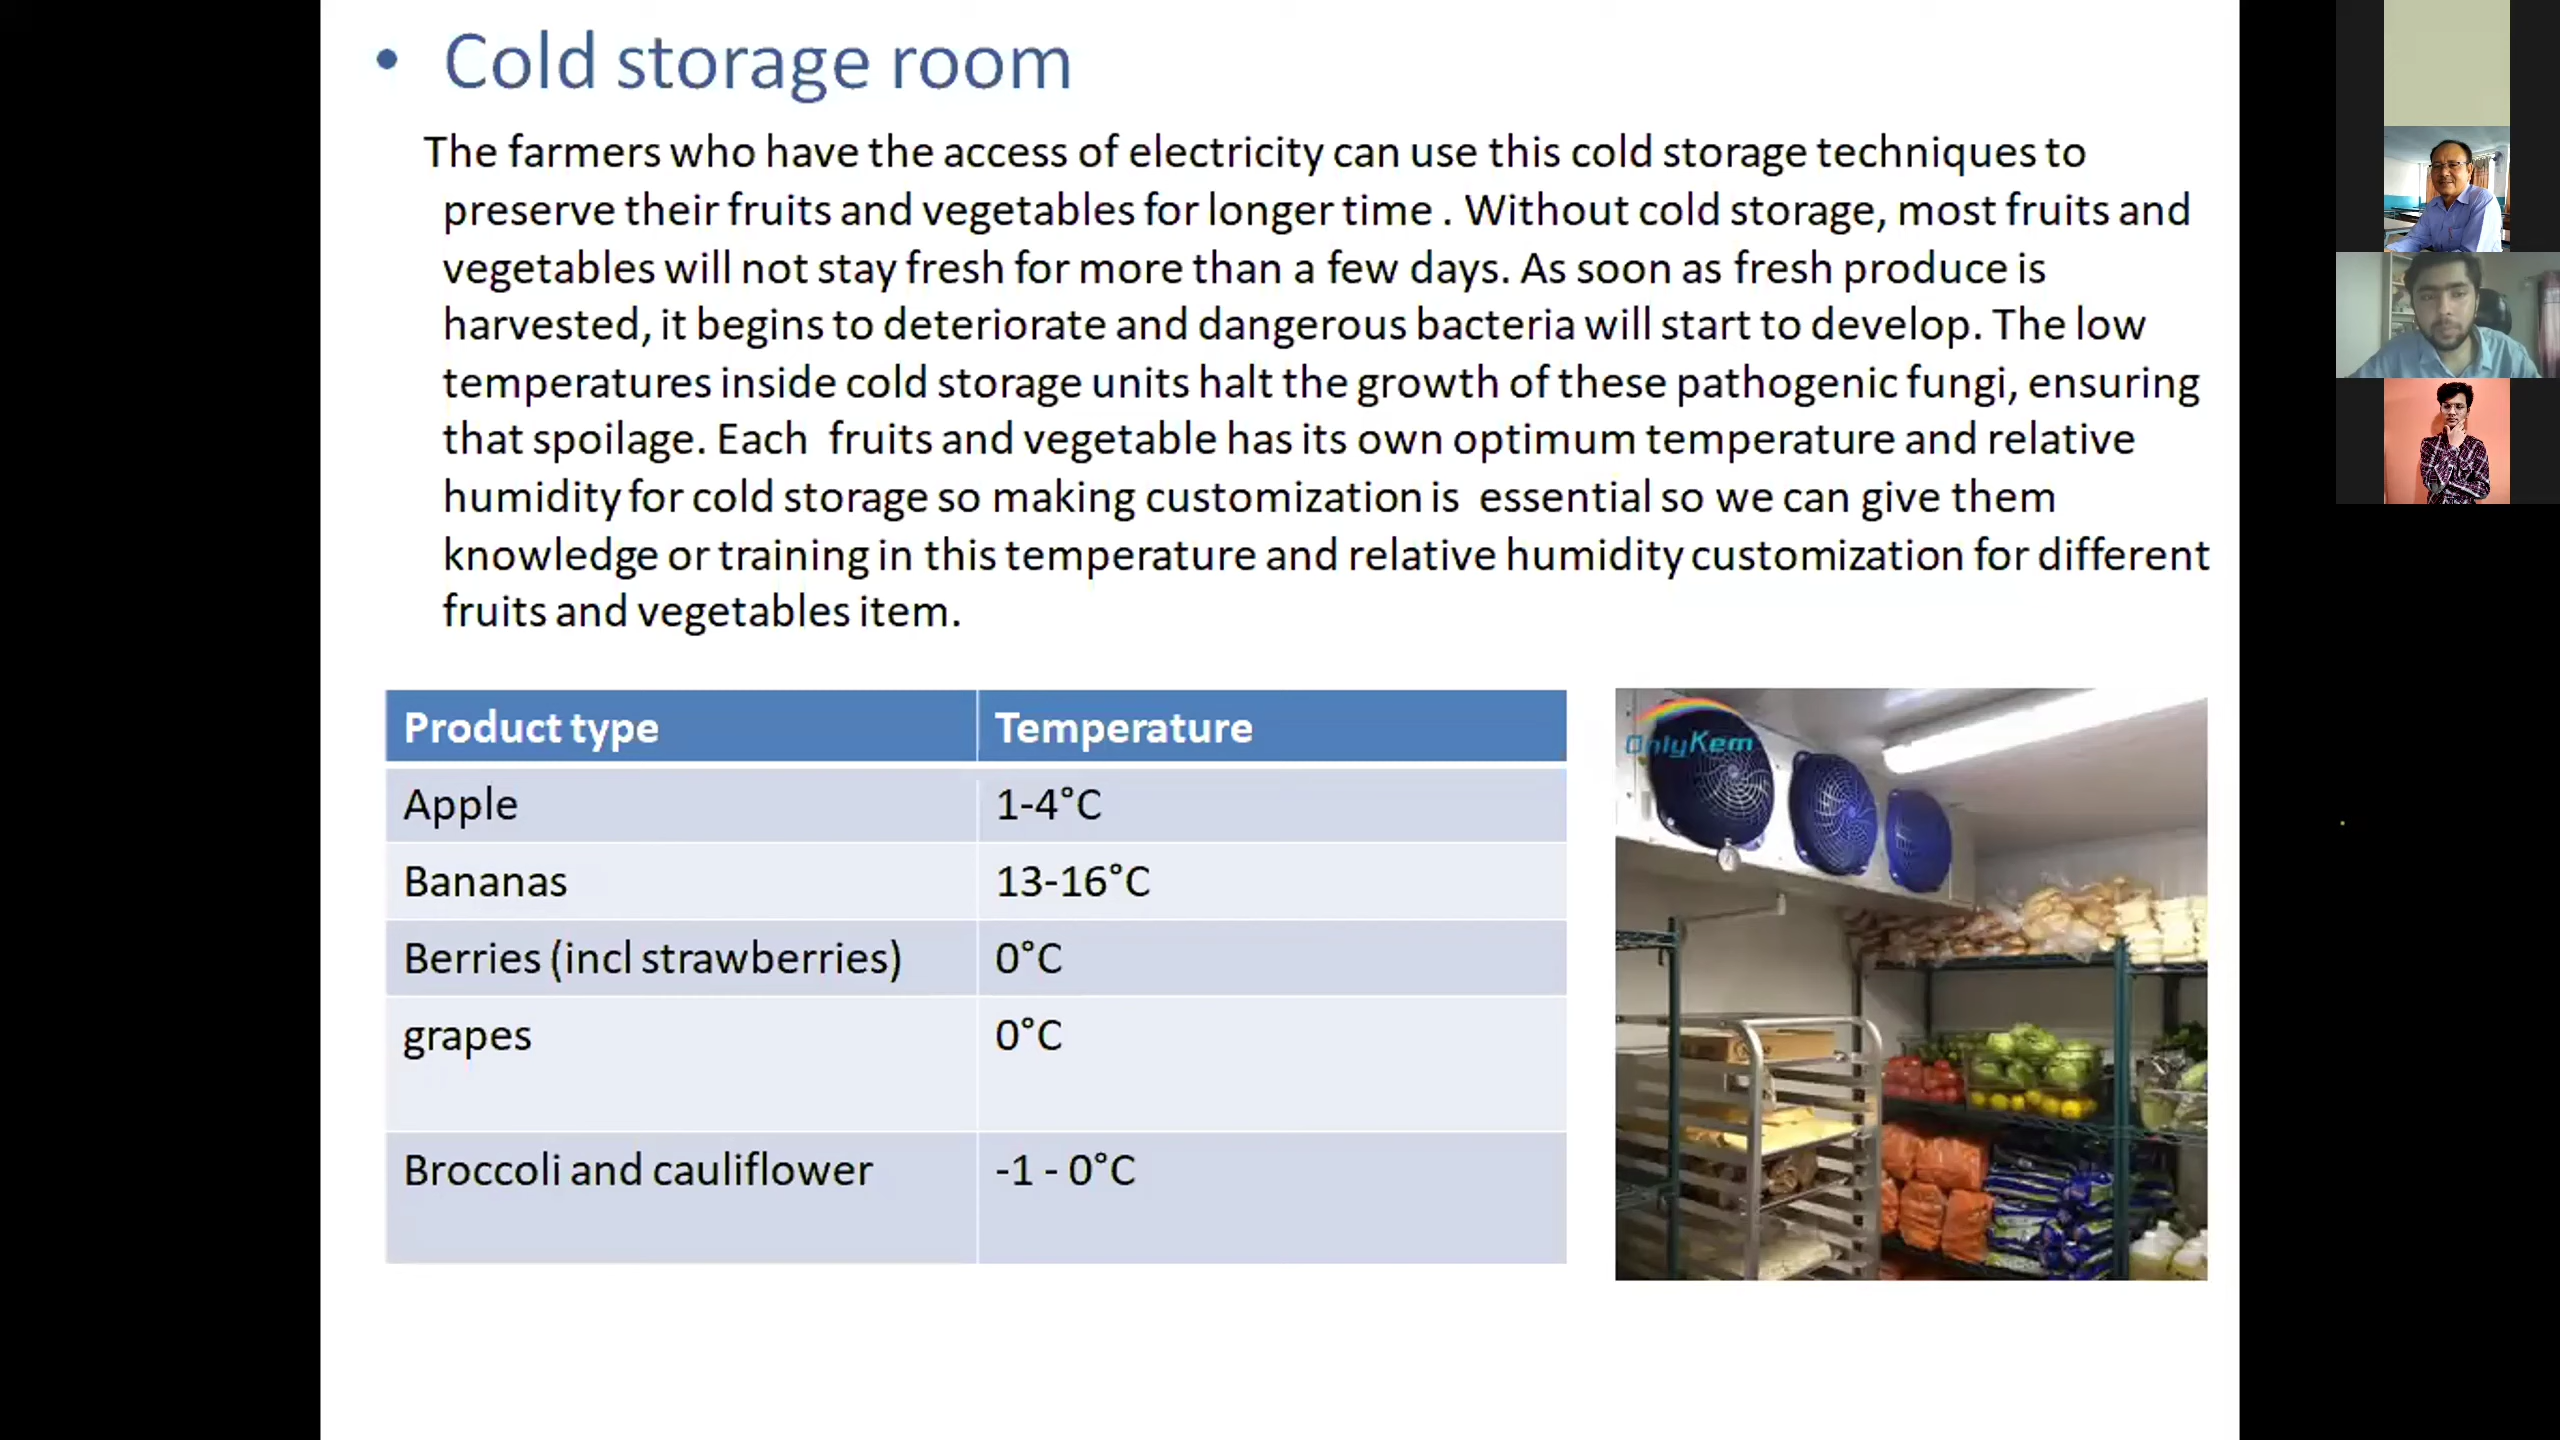 • Cold storage room
The farmers who have the access of electricity can use this cold storage techniques to
preserve their fruits and vegetables for longer time . Without cold storage, most fruits and
vegetables will not stay fresh for more than a few days. As soon as fresh produce is
harvested, it begins to deteriorate and dangerous bacteria will start to develop. The low
temperatures inside cold storage units halt the growth of these pathogenic fungi, ensuring
that spoilage. Each  fruits and vegetable has its own optimum temperature and relative
humidity for cold storage so making customization is  essential so we can give them
knowledge or training in this temperature and relative humidity customization for different
fruits and vegetables item.
Product type Temperature
Apple 1-4°C
Bananas 13-16°C
Berries (incl strawberries) 0°C
grapes 0°C
Broccoli and cauliflower -1 - 0°C
OnlyKem